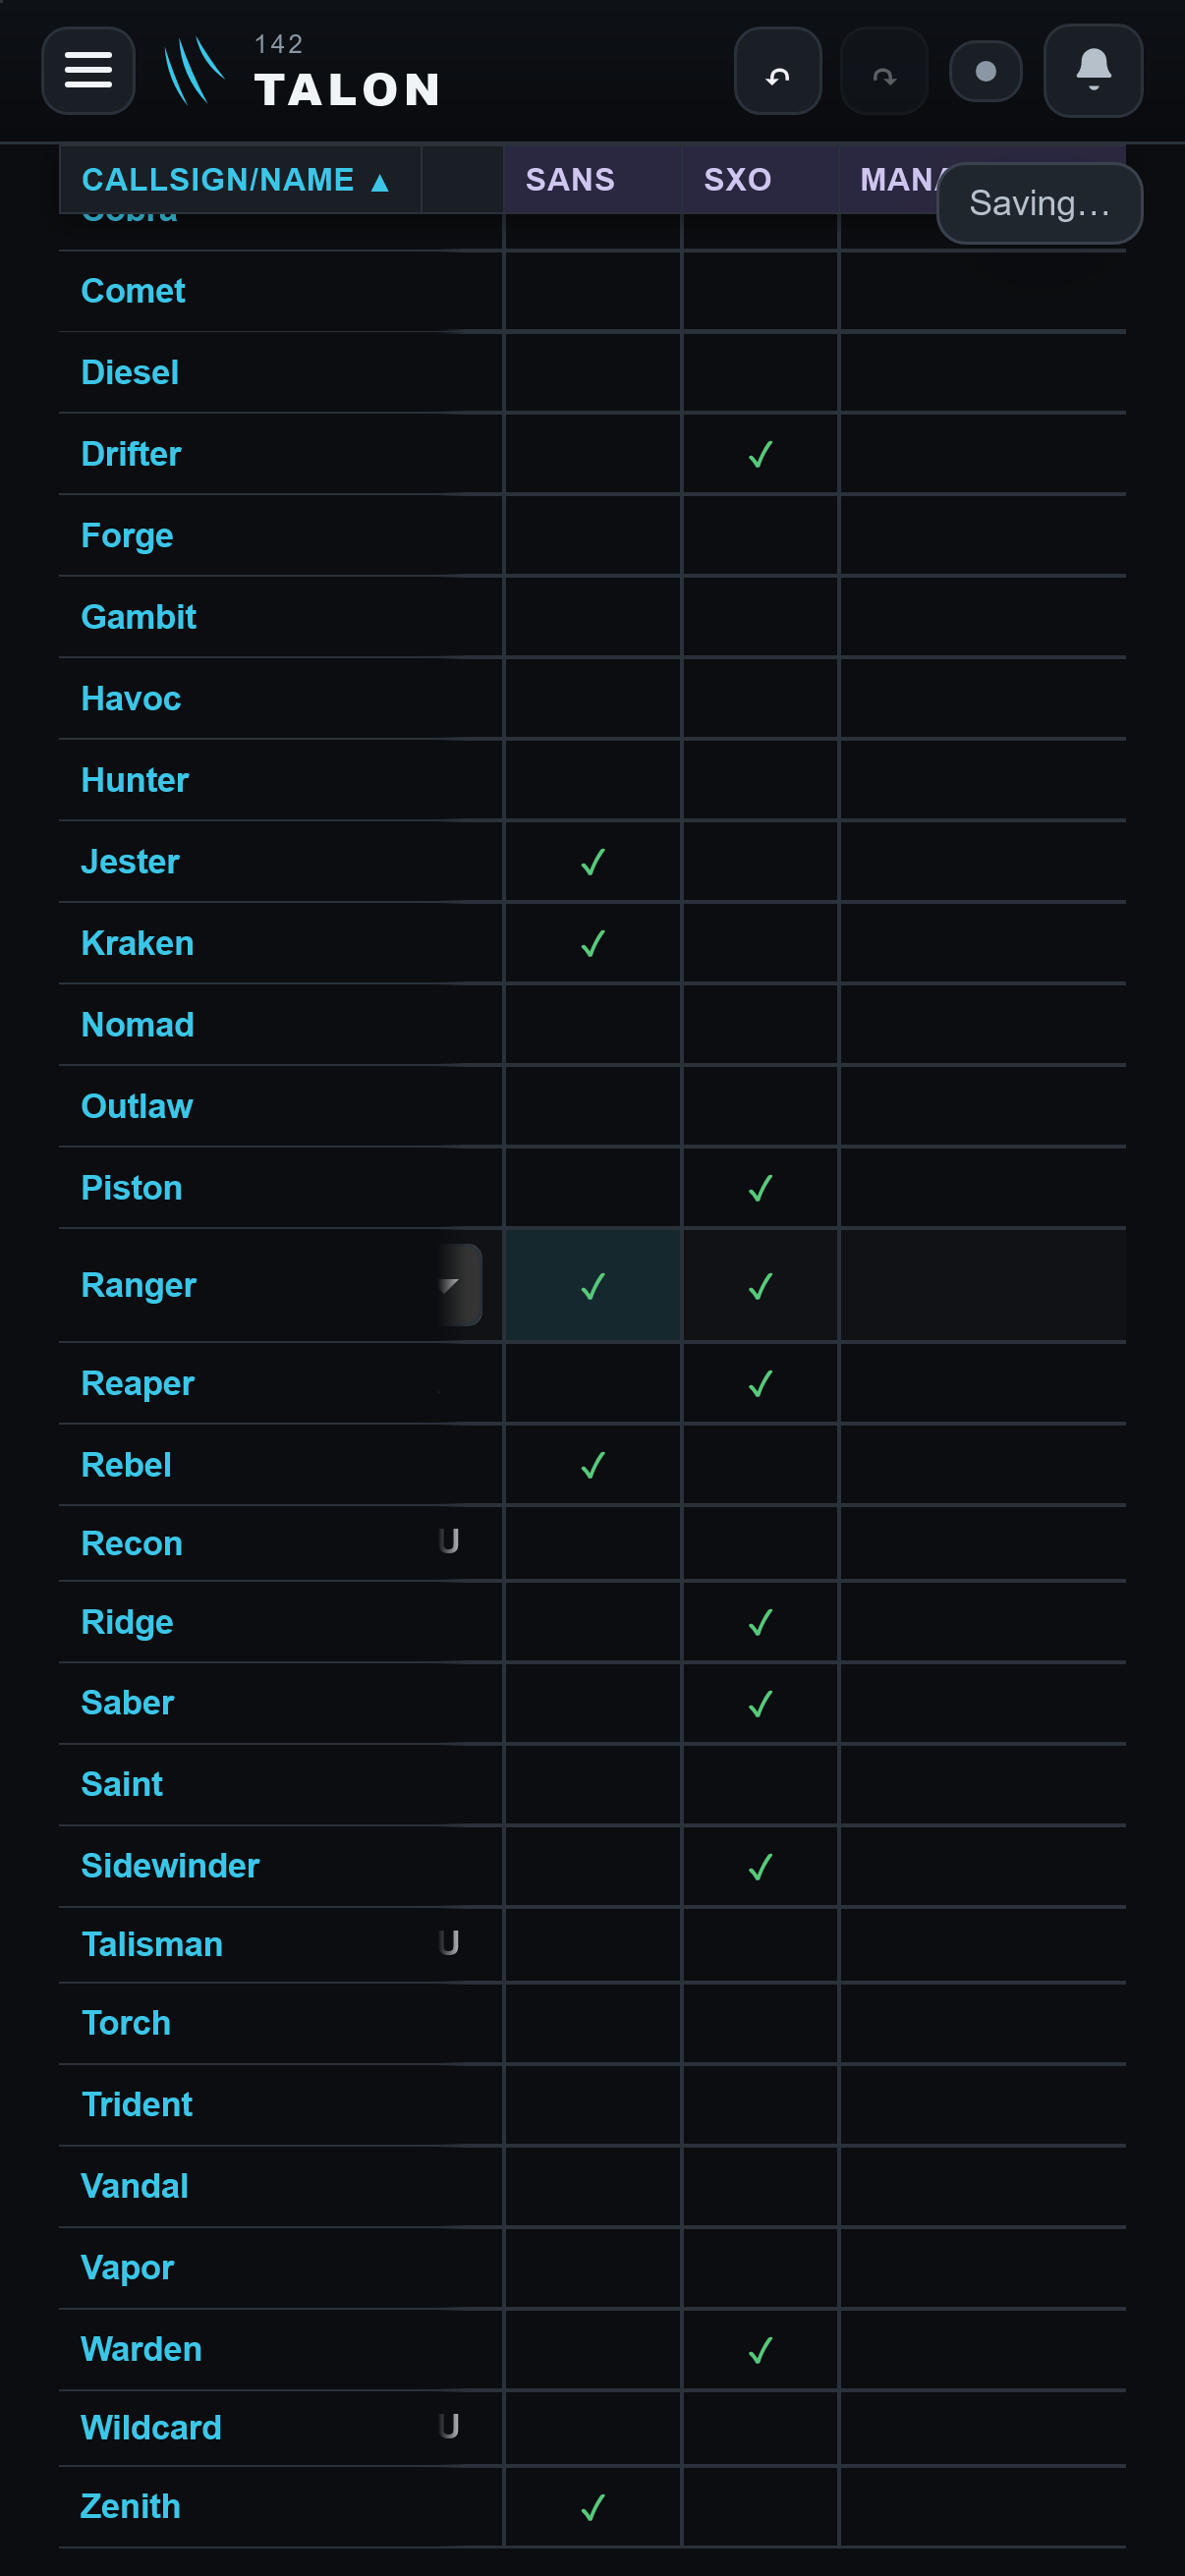 142
TALON
CALLSIGN/NAME ▲ SANS SXO
Saving...
Cobra
Comet
Diesel
Drifter ✓
Forge
Gambit
Havoc
Hunter
Jester ✓
Kraken ✓
Nomad
Outlaw
Piston ✓
Ranger ✓ ✓
Reaper ✓
Rebel ✓
Recon U
Ridge ✓
Saber ✓
Saint
Sidewinder ✓
Talisman U
Torch
Trident
Vandal
Vapor
Warden ✓
Wildcard U
Zenith ✓